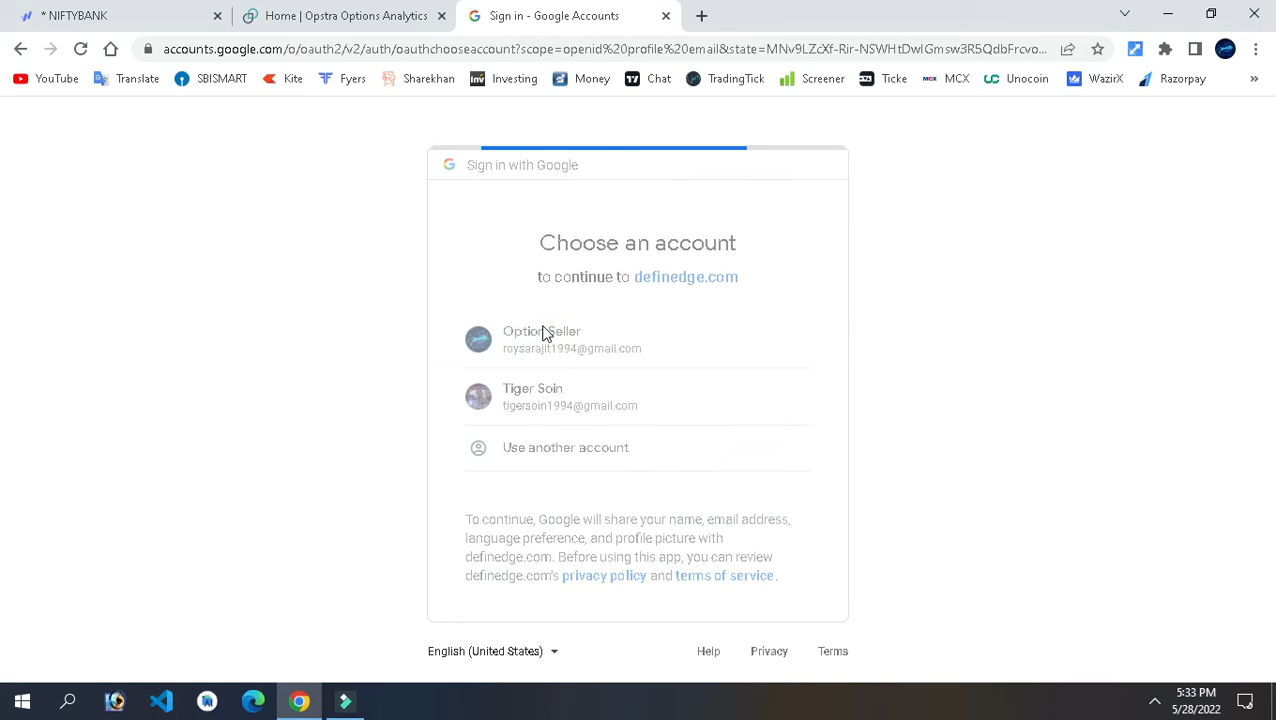 * NIFTYBANK
Home | Opstra Options Analytics
Sign in - Google Accounts
accounts.google.com/o/oauth2/v2/auth/oauthchooseaccount?scope=openid%20profile%20email&state=MNv9LZcXf-Rir-NSWHtDwIGmsw3R5QdbFrcvo...
YouTube
Translate
SBISMART
Kite
Fyers
Sharekhan
Investing
Money
Chat
TradingTick
Screener
Ticke
MCX
Unocoin
WazirX
Razorpay
»
Sign in with Google
Choose an account
to continue to definedge.com
Option Seller
roysarajit1994@gmail.com
Tiger Soin
tigersoin1994@gmail.com
Use another account
To continue, Google will share your name, email address,
language preference, and profile picture with
definedge.com. Before using this app, you can review
definedge.com's privacy policy and terms of service.
English (United States)
Help
Privacy
Terms
5:33 PM
5/28/2022